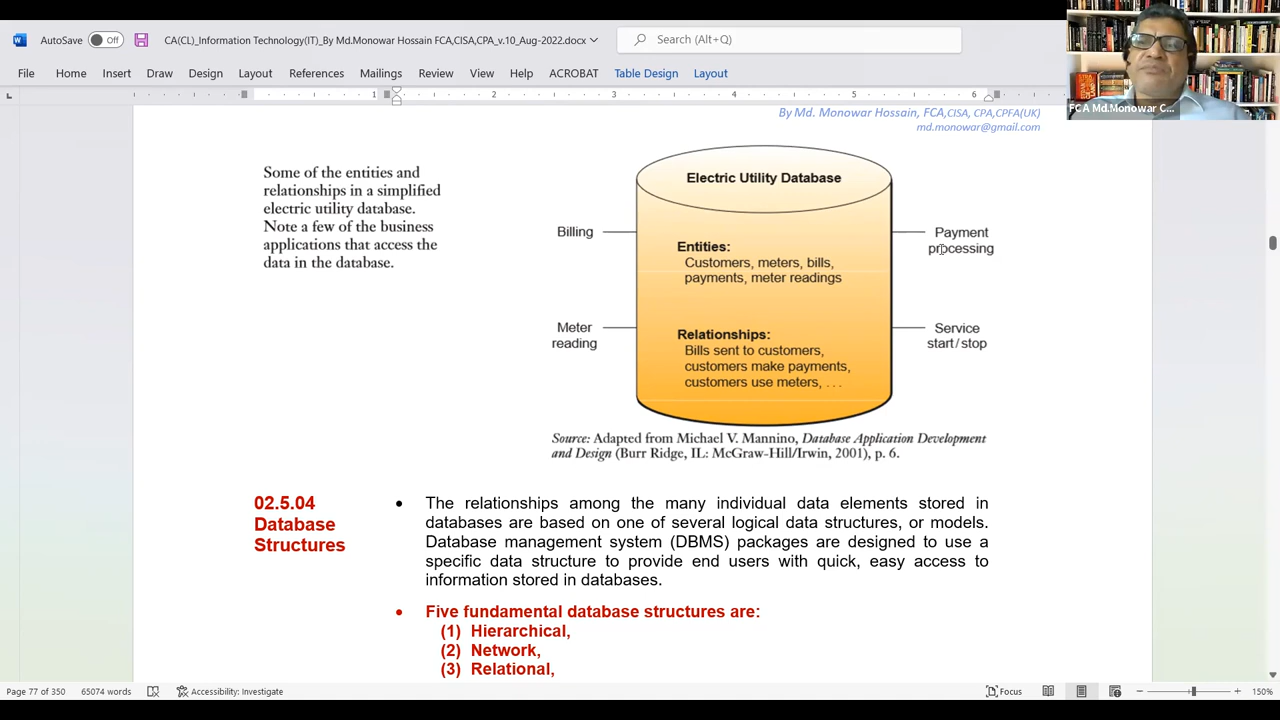 AutoSave Off CA(CL)_Information Technology(IT)_By Md.Monowar Hossain FCA,CISA,CPA_v.10_Aug-2022.docx Search (Alt+Q)
FCA Md.Monowar C...
File Home Insert Draw Design Layout References Mailings Review View Help ACROBAT Table Design Layout
1 2 3 4 5 6
By Md. Monowar Hossain, FCA,CISA, CPA,CPFA(UK)
md.monowar@gmail.com
Some of the entities and
relationships in a simplified
electric utility database.
Note a few of the business
applications that access the
data in the database.
Electric Utility Database
Billing
Meter
reading
Entities:
Customers, meters, bills,
payments, meter readings
Relationships:
Bills sent to customers,
customers make payments,
customers use meters, . . .
Payment
processing
Service
start/stop
Source: Adapted from Michael V. Mannino, Database Application Development
and Design (Burr Ridge, IL: McGraw-Hill/Irwin, 2001), p. 6.
02.5.04
Database
Structures
• The relationships among the many individual data elements stored in
databases are based on one of several logical data structures, or models.
Database management system (DBMS) packages are designed to use a
specific data structure to provide end users with quick, easy access to
information stored in databases.
• Five fundamental database structures are:
(1) Hierarchical,
(2) Network,
(3) Relational,
Page 77 of 350 65074 words Accessibility: Investigate Focus 150%